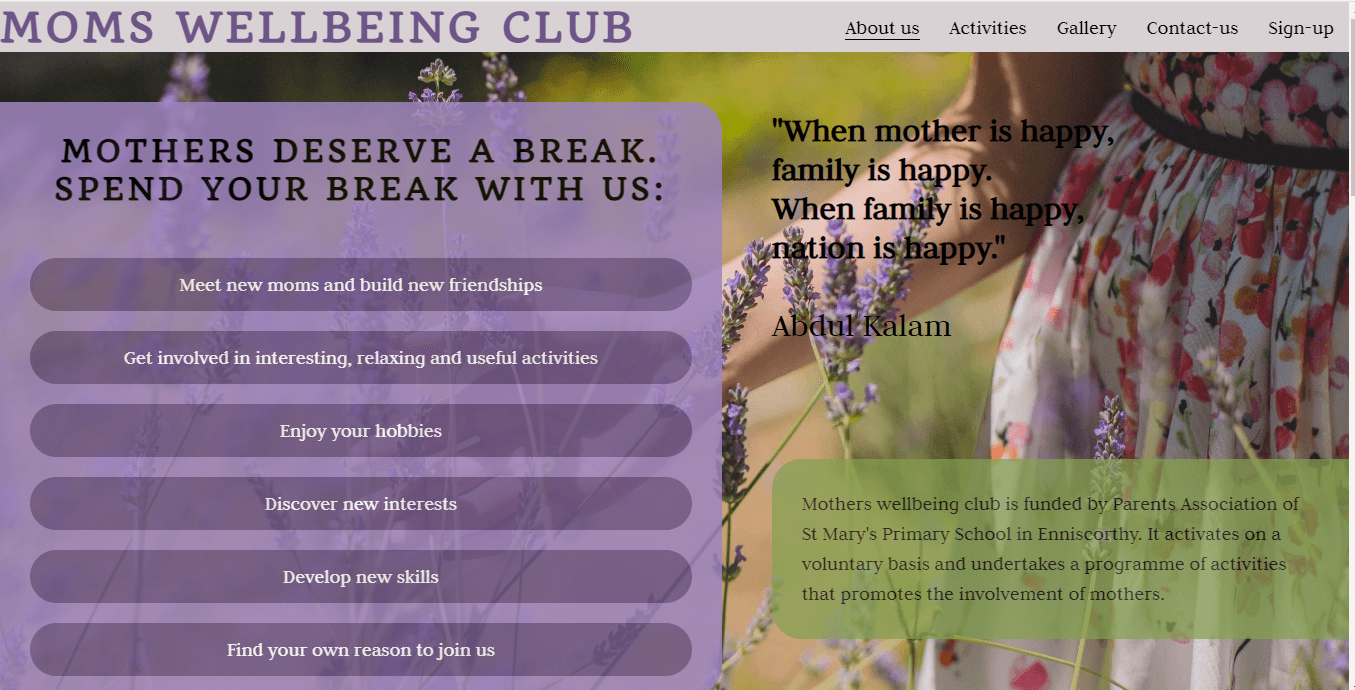 MOMS WELLBEING CLUB
About us
Activities
Gallery
Contact-us
Sign-up
MOTHERS DESERVE A BREAK.
SPEND YOUR BREAK WITH US:
Meet new moms and build new friendships
Get involved in interesting, relaxing and useful activities
Enjoy your hobbies
Discover new interests
Develop new skills
Find your own reason to join us
"When mother is happy,
family is happy.
When family is happy,
nation is happy."
Abdul Kalam
Mothers wellbeing club is funded by Parents Association of
St Mary's Primary School in Enniscorthy. It activates on a
voluntary basis and undertakes a programme of activities
that promotes the involvement of mothers.